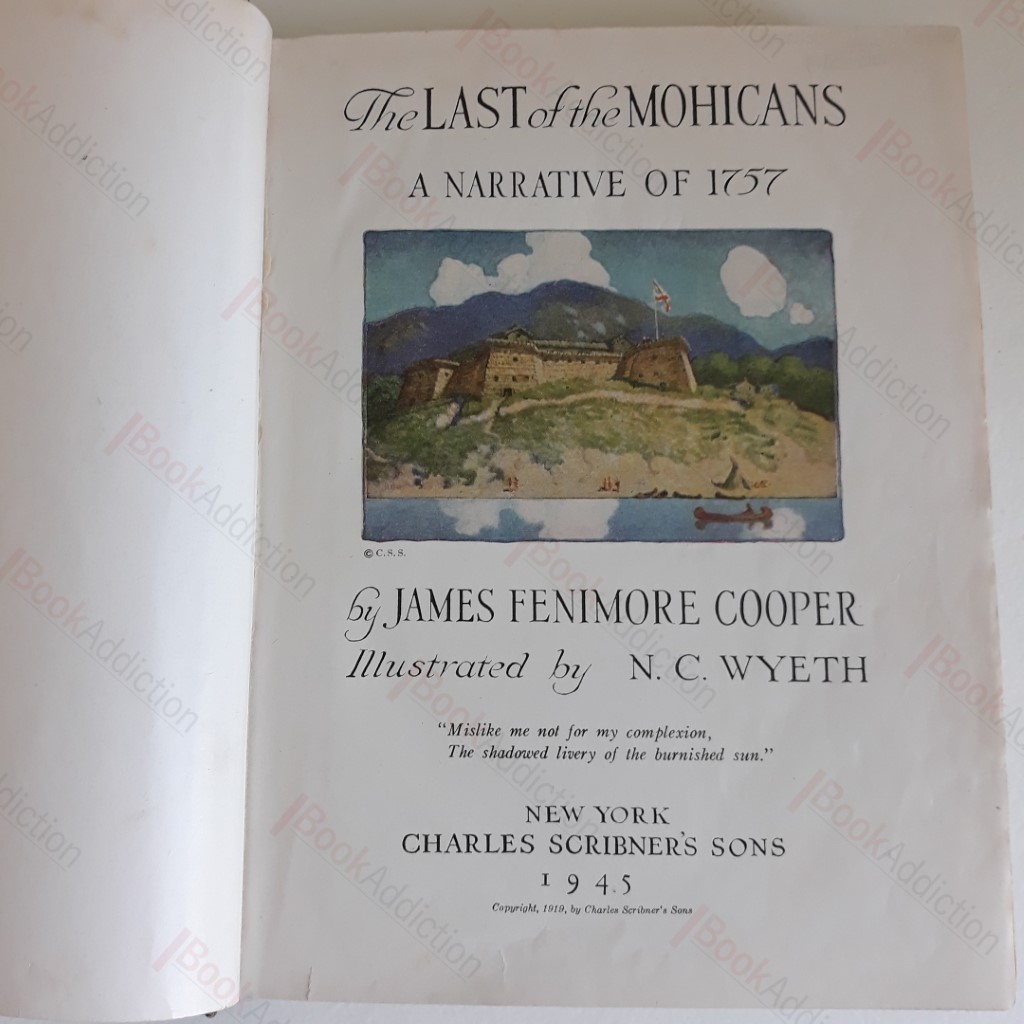 The LAST of the MOHICANS
A NARRATIVE OF 1757
© C. S. S.
by JAMES FENIMORE COOPER
Illustrated by N. C. WYETH
"Mislike me not for my complexion,
The shadowed livery of the burnished sun."
NEW YORK
CHARLES SCRIBNER'S SONS
1945
Copyright, 1919, by Charles Scribner's Sons
BookAddiction